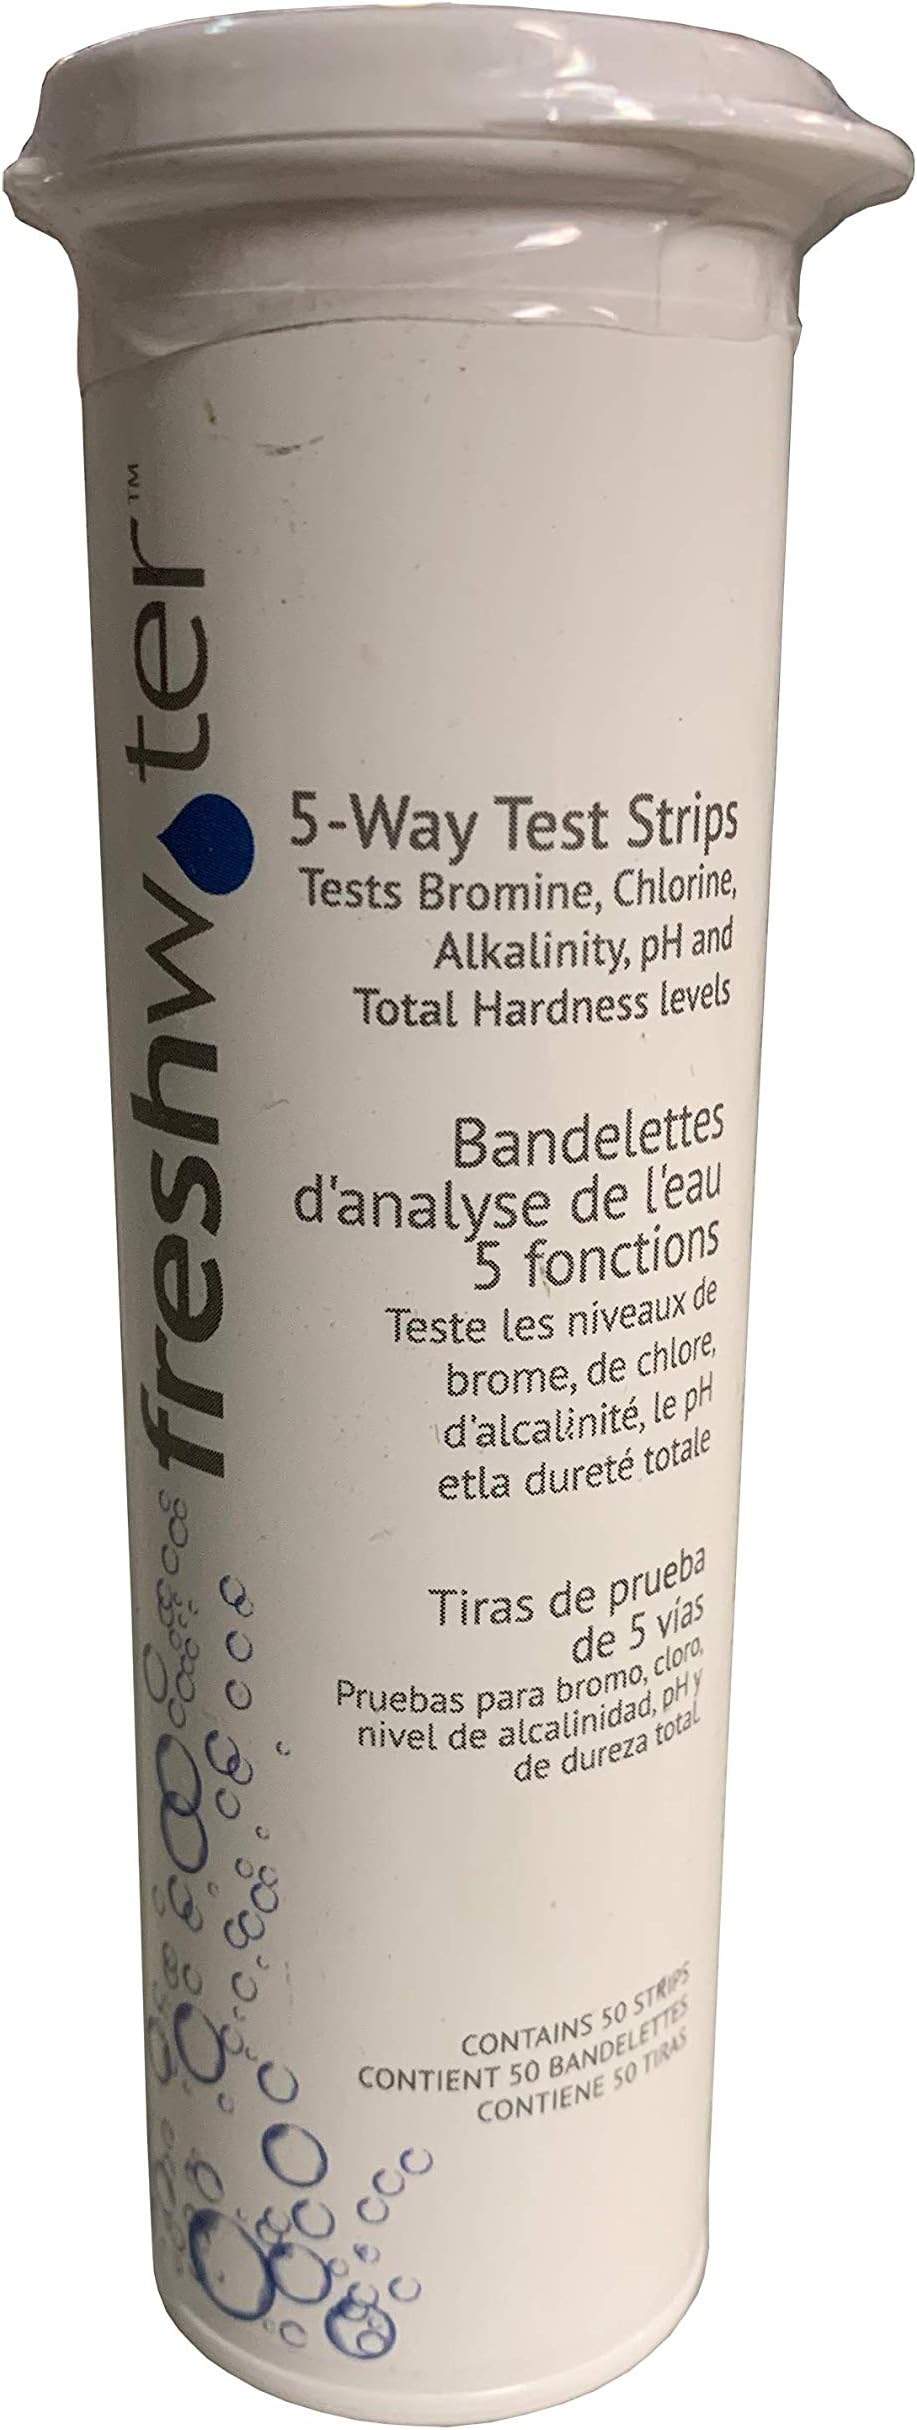 freshwater™
5-Way Test Strips
Tests Bromine, Chlorine,
Alkalinity, pH and
Total Hardness levels
Bandelettes
d'analyse de l'eau
5 fonctions
Teste les niveaux de
brome, de chlore,
d'alcalinité, le pH
etla dureté totale
Tiras de prueba
de 5 vías
Pruebas para bromo, cloro,
nivel de alcalinidad, pH y
de dureza total.
CONTAINS 50 STRIPS
CONTIENT 50 BANDELETTES
CONTIENE 50 TIRAS